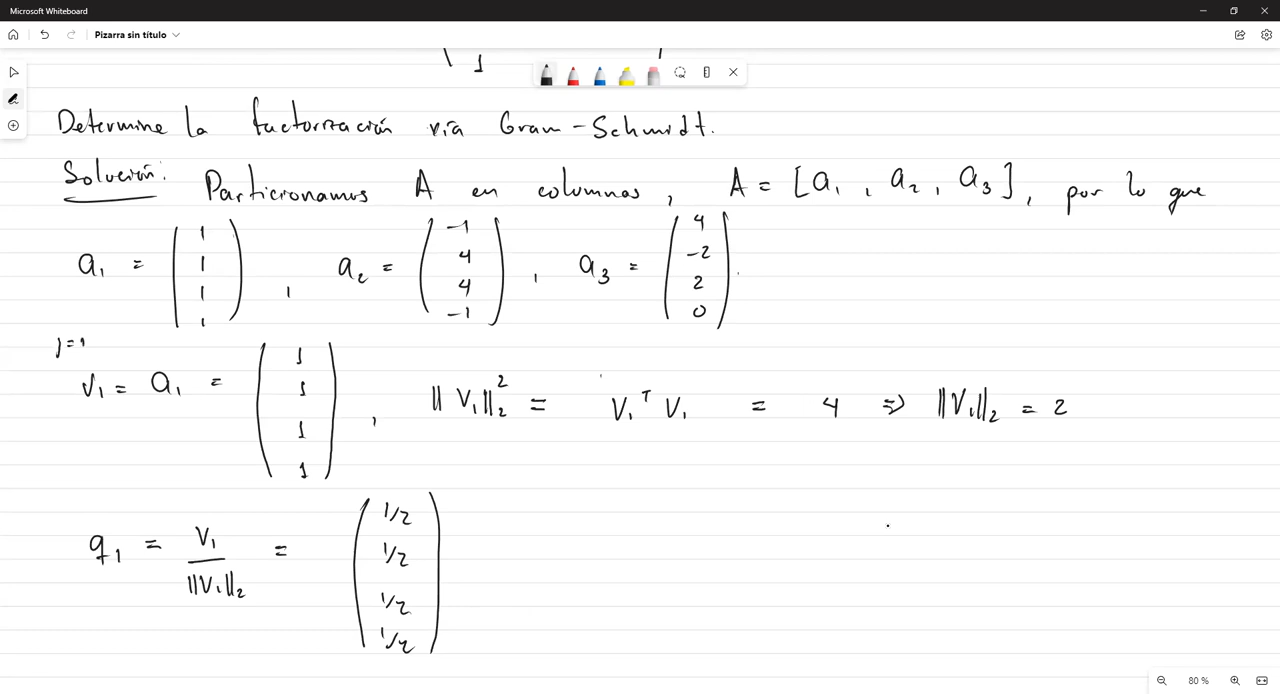 Microsoft Whiteboard
Pizarra sin título
Determine la factorización vía Gram-Schmidt.
Solución: Particionamos A en columnas, A = [a1, a2, a3], por lo que
a1 = (1 1 1 1), a2 = (-1 4 4 -1), a3 = (4 -2 2 0).
j=1
v1 = a1 = (1 1 1 1), ||V1||₂² = V1ᵀ V1 = 4 => ||V1||₂ = 2
q1 = V1 / ||V1||₂ = (1/2 1/2 1/2 1/2)
80 %